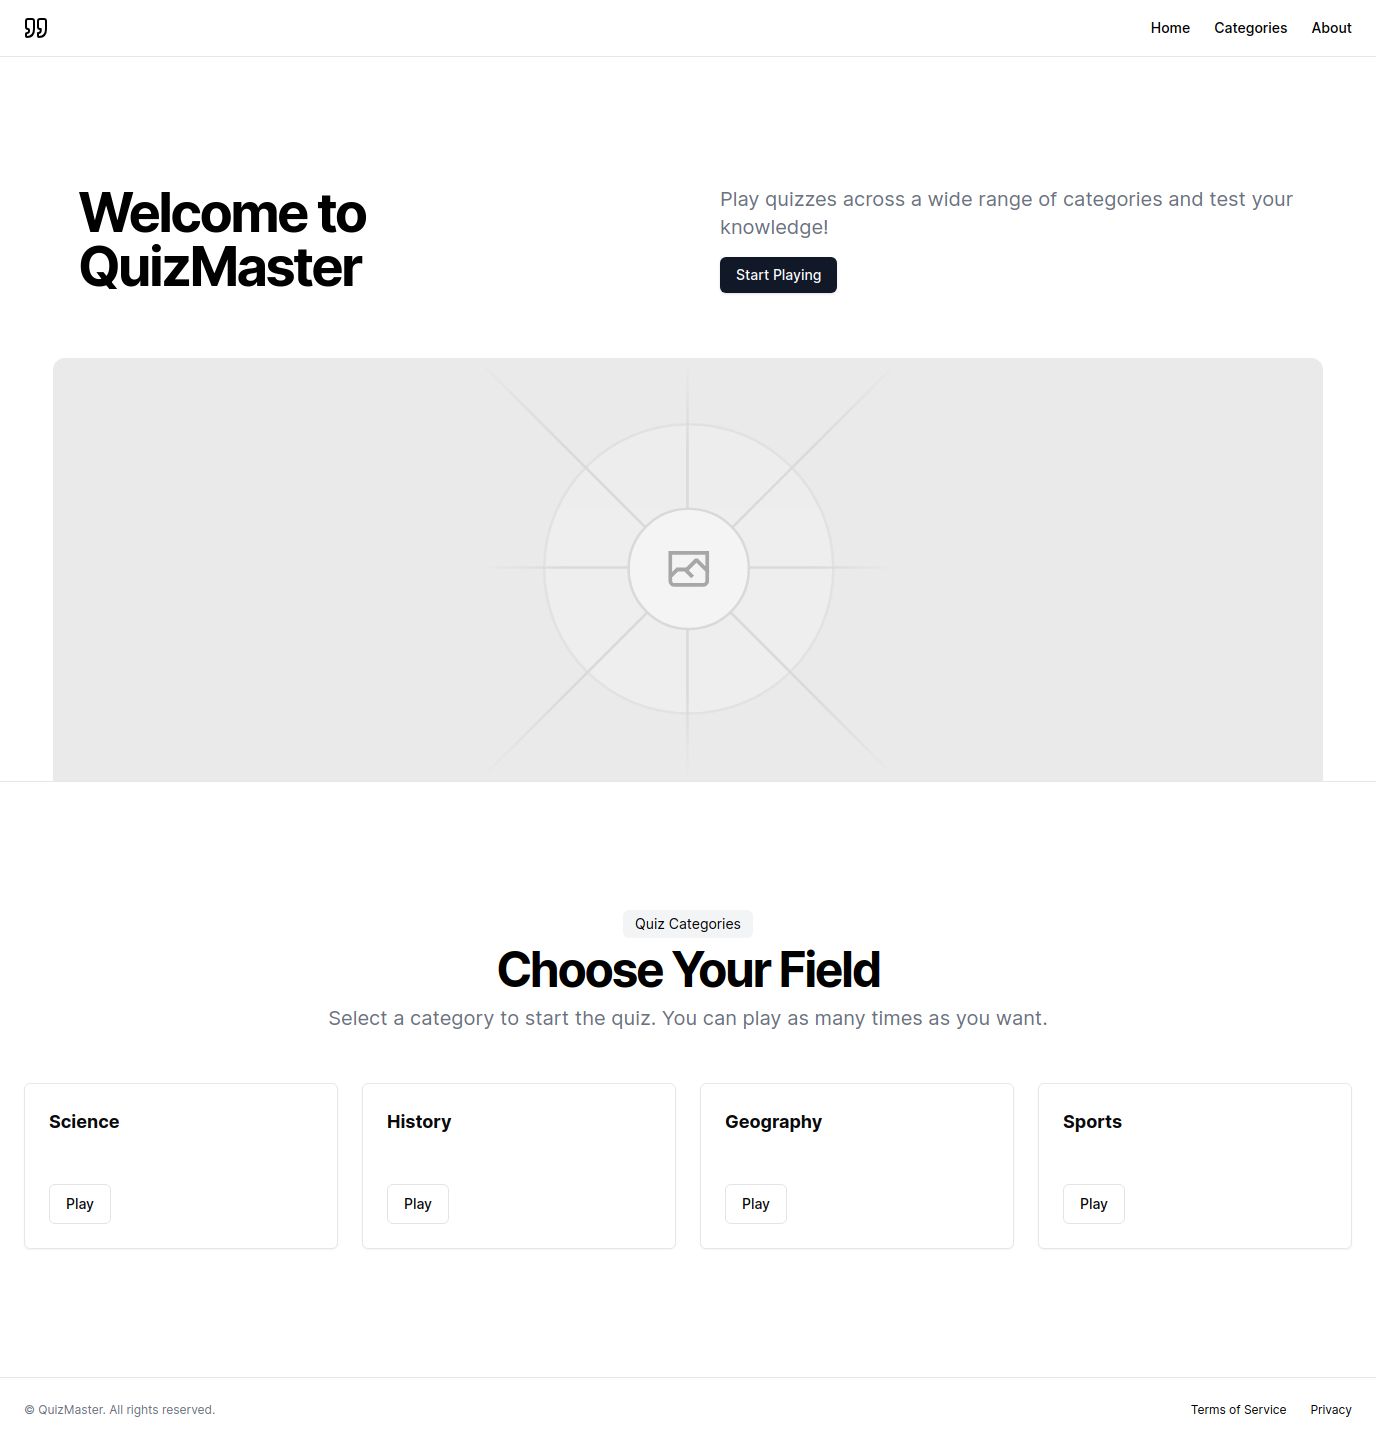 Home
Categories
About
Welcome to
QuizMaster
Play quizzes across a wide range of categories and test your
knowledge!
Start Playing
Quiz Categories
Choose Your Field
Select a category to start the quiz. You can play as many times as you want.
Science
Play
History
Play
Geography
Play
Sports
Play
© QuizMaster. All rights reserved.
Terms of Service
Privacy